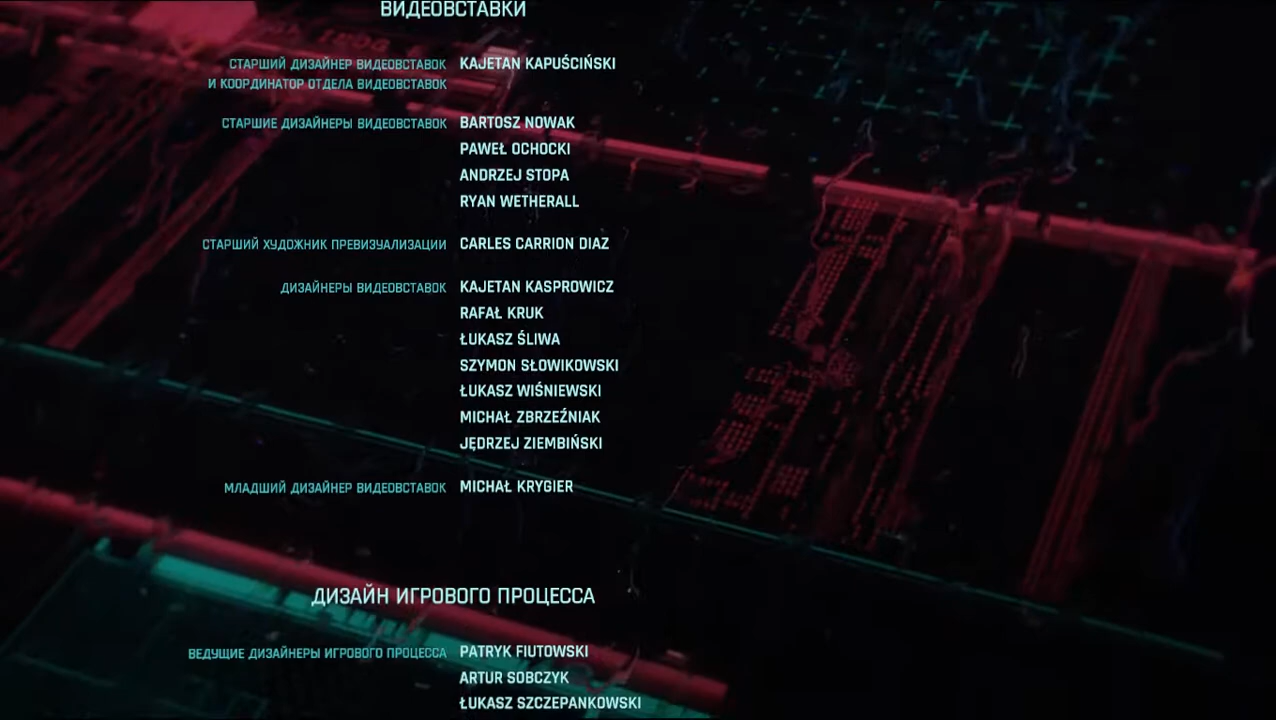 ВИДЕОВСТАВКИ
СТАРШИЙ ДИЗАЙНЕР ВИДЕОВСТАВОК KAJETAN KAPUŚCIŃSKI
И КООРДИНАТОР ОТДЕЛА ВИДЕОВСТАВОК
СТАРШИЕ ДИЗАЙНЕРЫ ВИДЕОВСТАВОК BARTOSZ NOWAK
PAWEŁ OCHOCKI
ANDRZEJ STOPA
RYAN WETHERALL
СТАРШИЙ ХУДОЖНИК ПРЕВИЗУАЛИЗАЦИИ CARLES CARRION DIAZ
ДИЗАЙНЕРЫ ВИДЕОВСТАВОК KAJETAN KASPROWICZ
RAFAŁ KRUK
ŁUKASZ ŚLIWA
SZYMON SŁOWIKOWSKI
ŁUKASZ WIŚNIEWSKI
MICHAŁ ZBRZEŹNIAK
JĘDRZEJ ZIEMBIŃSKI
МЛАДШИЙ ДИЗАЙНЕР ВИДЕОВСТАВОК MICHAŁ KRYGIER
ДИЗАЙН ИГРОВОГО ПРОЦЕССА
ВЕДУЩИЕ ДИЗАЙНЕРЫ ИГРОВОГО ПРОЦЕССА PATRYK FIUTOWSKI
ARTUR SOBCZYK
ŁUKASZ SZCZEPANKOWSKI